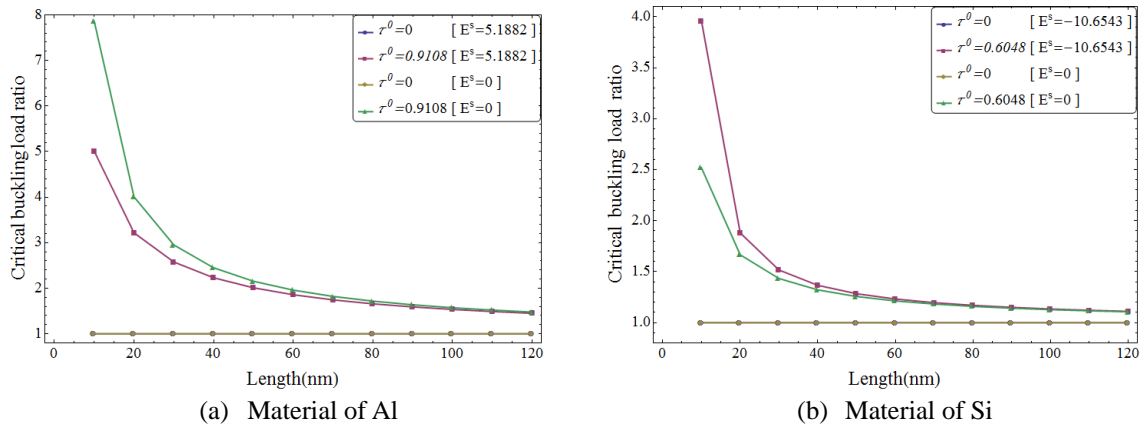 8
7
6
5
4
3
2
1
0
20
40
60
80
100
120
Critical buckling load ratio
Length(nm)
τ⁰=0 [ Eˢ=5.1882 ]
τ⁰=0.9108 [ Eˢ=5.1882 ]
τ⁰=0 [ Eˢ=0 ]
τ⁰=0.9108 [ Eˢ=0 ]
(a) Material of Al
4.0
3.5
3.0
2.5
2.0
1.5
1.0
0
20
40
60
80
100
120
Critical buckling load ratio
Length(nm)
τ⁰=0 [ Eˢ=−10.6543 ]
τ⁰=0.6048 [ Eˢ=−10.6543 ]
τ⁰=0 [ Eˢ=0 ]
τ⁰=0.6048 [ Eˢ=0 ]
(b) Material of Si